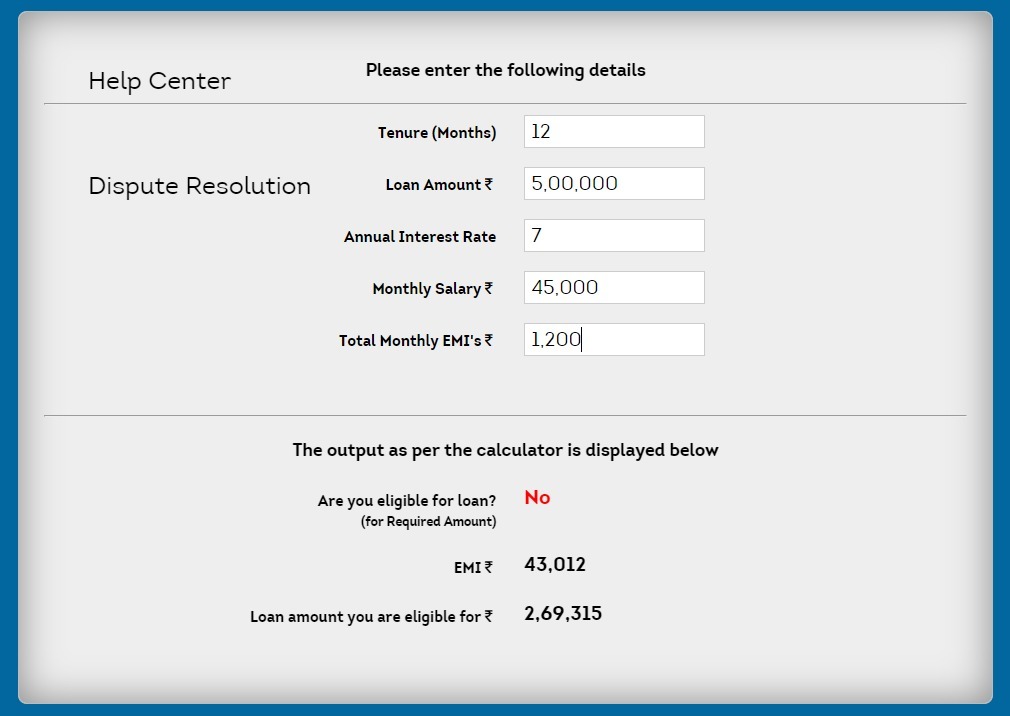 Help Center
Please enter the following details
Tenure (Months) 12
Dispute Resolution
Loan Amount ₹ 5,00,000
Annual Interest Rate 7
Monthly Salary ₹ 45,000
Total Monthly EMI's ₹ 1,200
The output as per the calculator is displayed below
Are you eligible for loan? No
(for Required Amount)
EMI ₹ 43,012
Loan amount you are eligible for ₹ 2,69,315